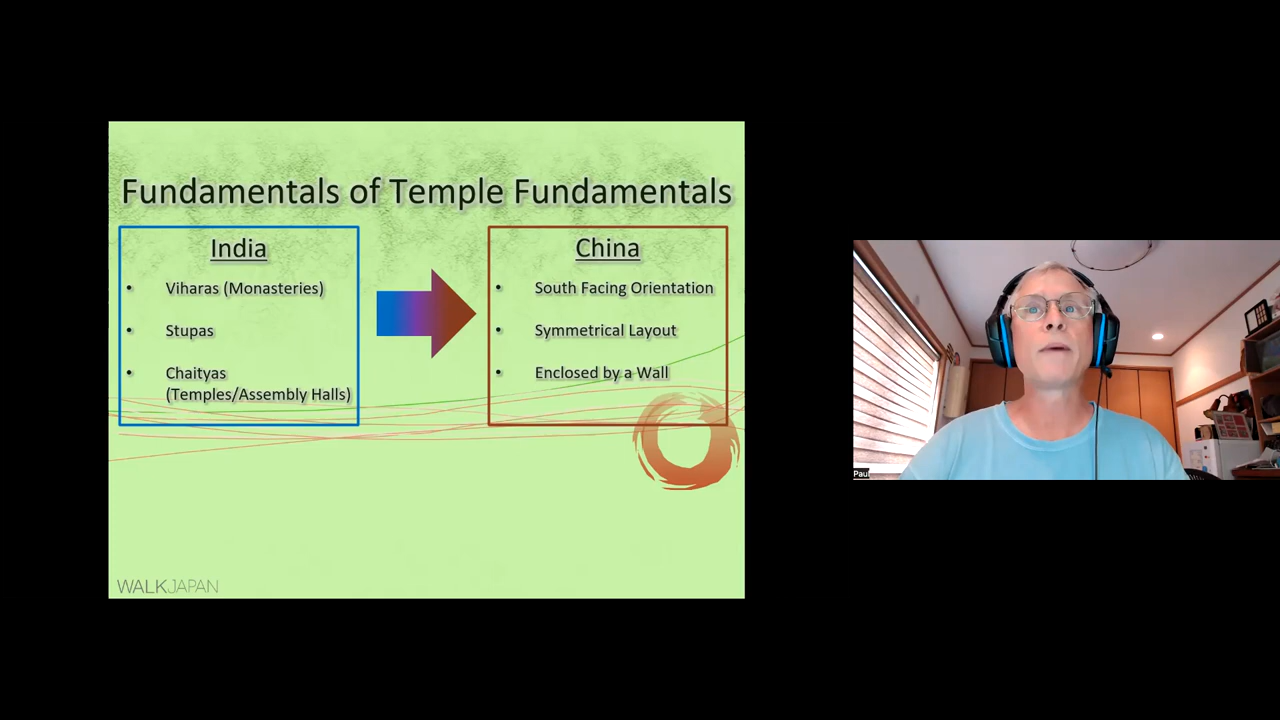 Fundamentals of Temple Fundamentals
India
• Viharas (Monasteries)
• Stupas
• Chaityas
(Temples/Assembly Halls)
China
• South Facing Orientation
• Symmetrical Layout
• Enclosed by a Wall
WALKJAPAN
Paul